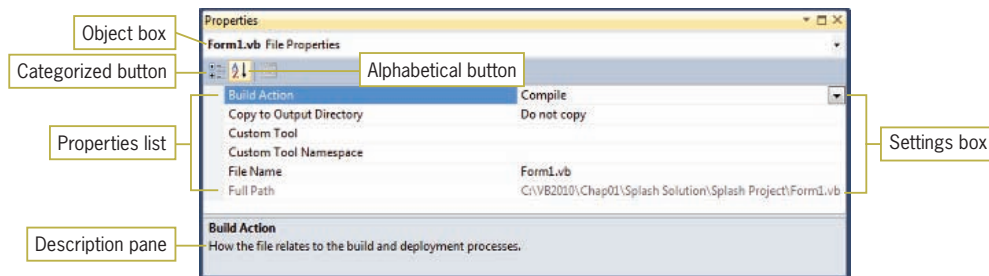 Properties
Object box
Form1.vb File Properties
Categorized button
Alphabetical button
Build Action Compile
Copy to Output Directory Do not copy
Custom Tool
Properties list
Settings box
Custom Tool Namespace
File Name Form1.vb
Full Path C:\VB2010\Chap01\Splash Solution\Splash Project\Form1.vb
Build Action
Description pane
How the file relates to the build and deployment processes.